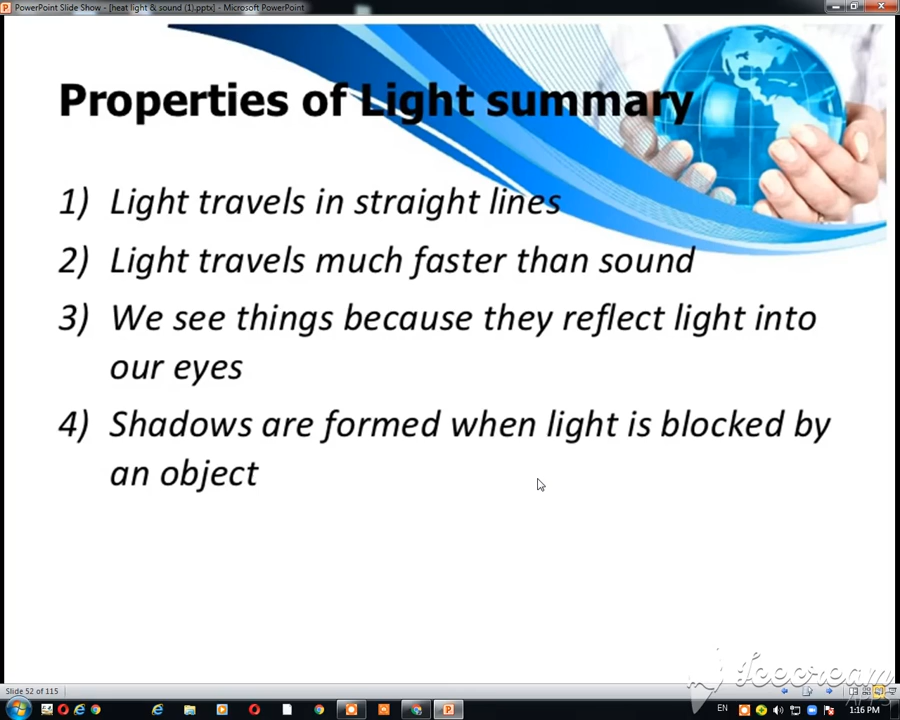 PowerPoint Slide Show - [heat light & sound (1).pptx] - Microsoft PowerPoint
Properties of Light summary
1) Light travels in straight lines
2) Light travels much faster than sound
3) We see things because they reflect light into
our eyes
4) Shadows are formed when light is blocked by
an object
Icecream
APPS
Slide 52 of 115
EN
1:16 PM